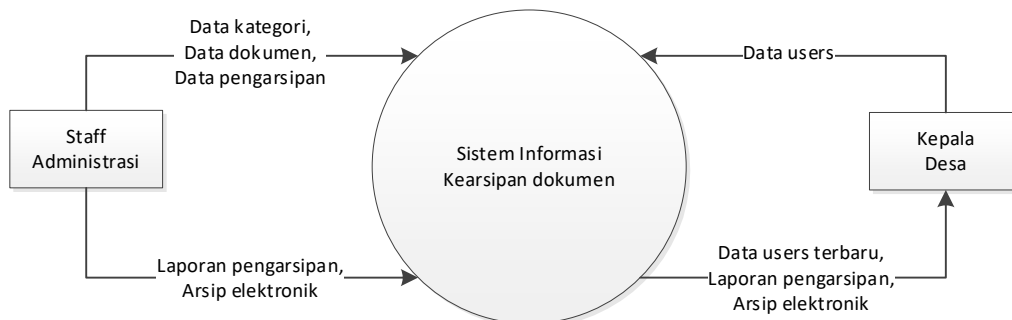 Data kategori,
Data dokumen,
Data pengarsipan
Data users
Staff
Administrasi
Sistem Informasi
Kearsipan dokumen
Kepala
Desa
Laporan pengarsipan,
Arsip elektronik
Data users terbaru,
Laporan pengarsipan,
Arsip elektronik